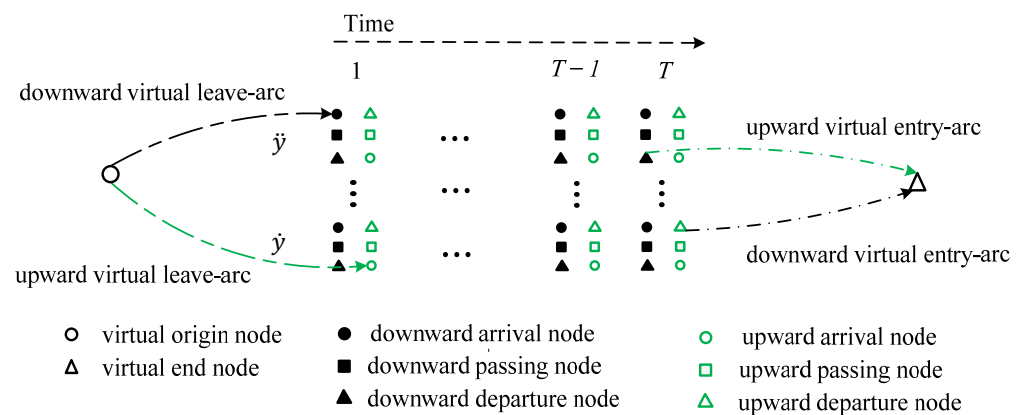 Time
1
T − 1
T
downward virtual leave-arc
upward virtual entry-arc
ÿ
...
...
ẏ
...
upward virtual leave-arc
downward virtual entry-arc
virtual origin node
downward arrival node
upward arrival node
virtual end node
downward passing node
upward passing node
downward departure node
upward departure node